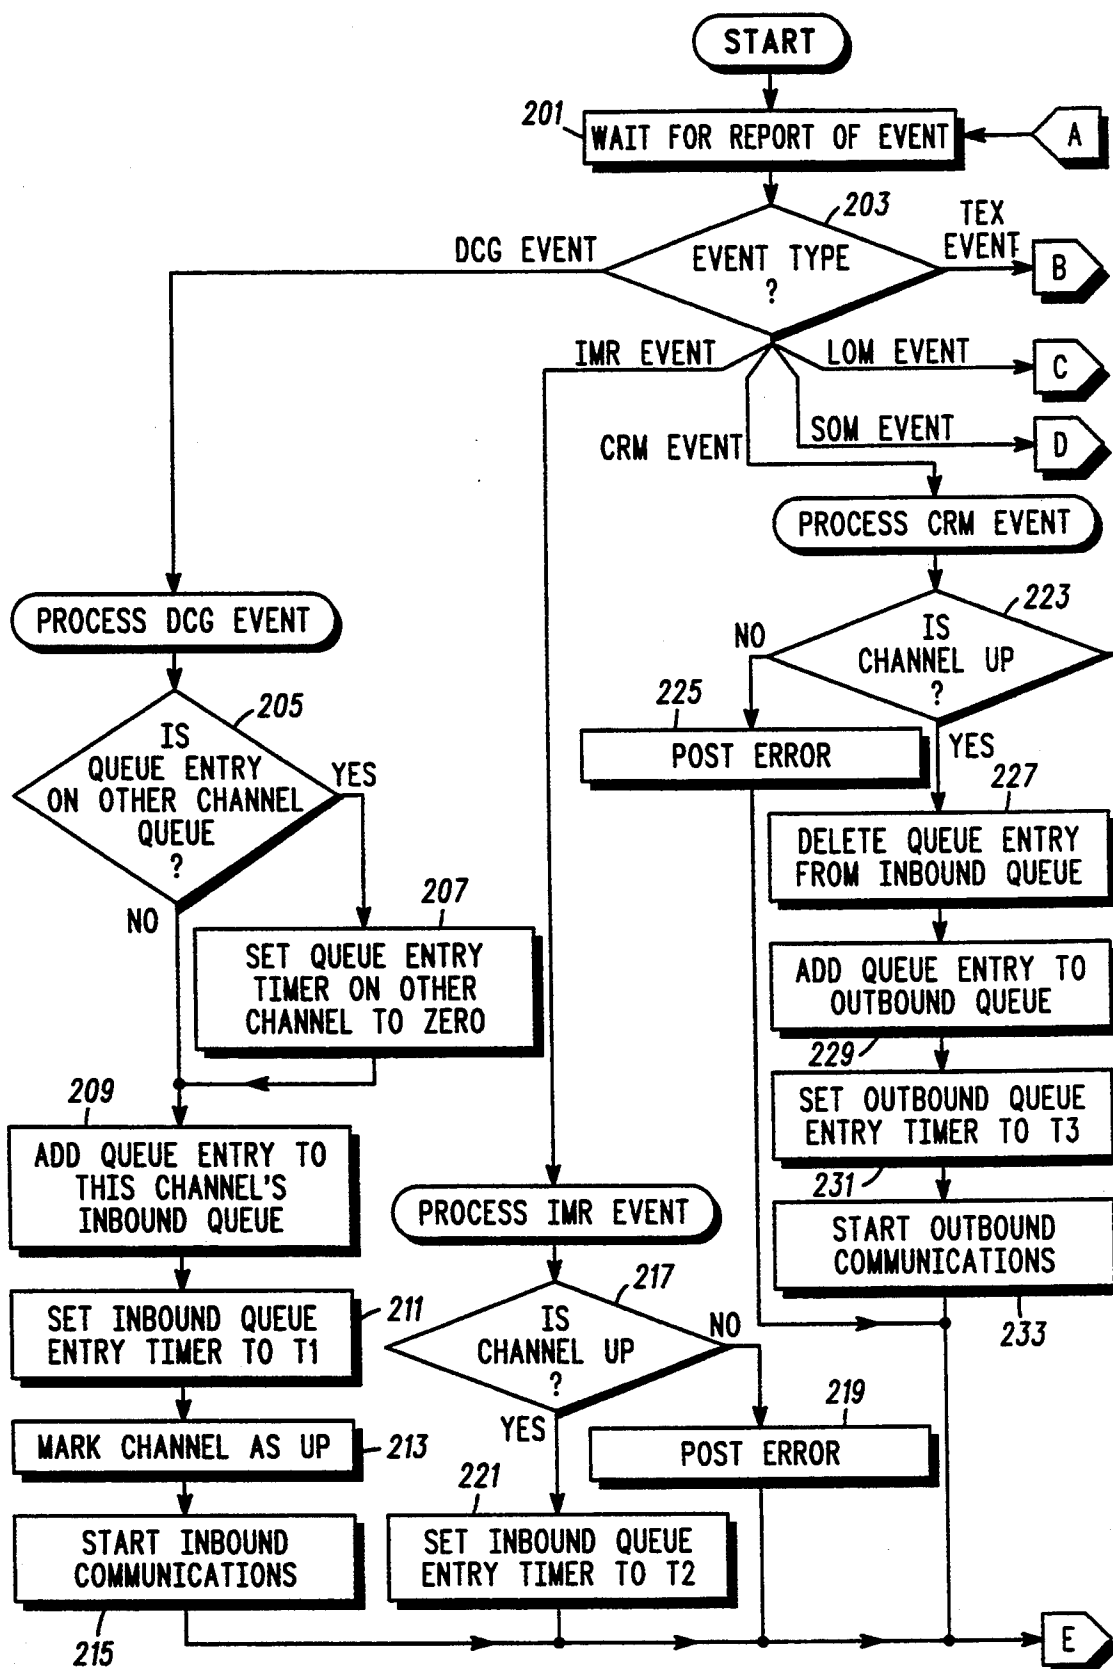 START
201
WAIT FOR REPORT OF EVENT
A
203
EVENT TYPE
?
DCG EVENT
TEX
EVENT
B
IMR EVENT
LOM EVENT
C
CRM EVENT
SOM EVENT
D
PROCESS CRM EVENT
223
IS
CHANNEL UP
?
NO
YES
225
POST ERROR
227
DELETE QUEUE ENTRY
FROM INBOUND QUEUE
ADD QUEUE ENTRY TO
OUTBOUND QUEUE
229
SET OUTBOUND QUEUE
ENTRY TIMER TO T3
231
START OUTBOUND
COMMUNICATIONS
233
PROCESS DCG EVENT
205
IS
QUEUE ENTRY
ON OTHER CHANNEL
QUEUE
?
YES
NO
207
SET QUEUE ENTRY
TIMER ON OTHER
CHANNEL TO ZERO
209
ADD QUEUE ENTRY TO
THIS CHANNEL'S
INBOUND QUEUE
SET INBOUND QUEUE
ENTRY TIMER TO T1
211
MARK CHANNEL AS UP
213
START INBOUND
COMMUNICATIONS
215
PROCESS IMR EVENT
217
IS
CHANNEL UP
?
NO
YES
219
POST ERROR
221
SET INBOUND QUEUE
ENTRY TIMER TO T2
E